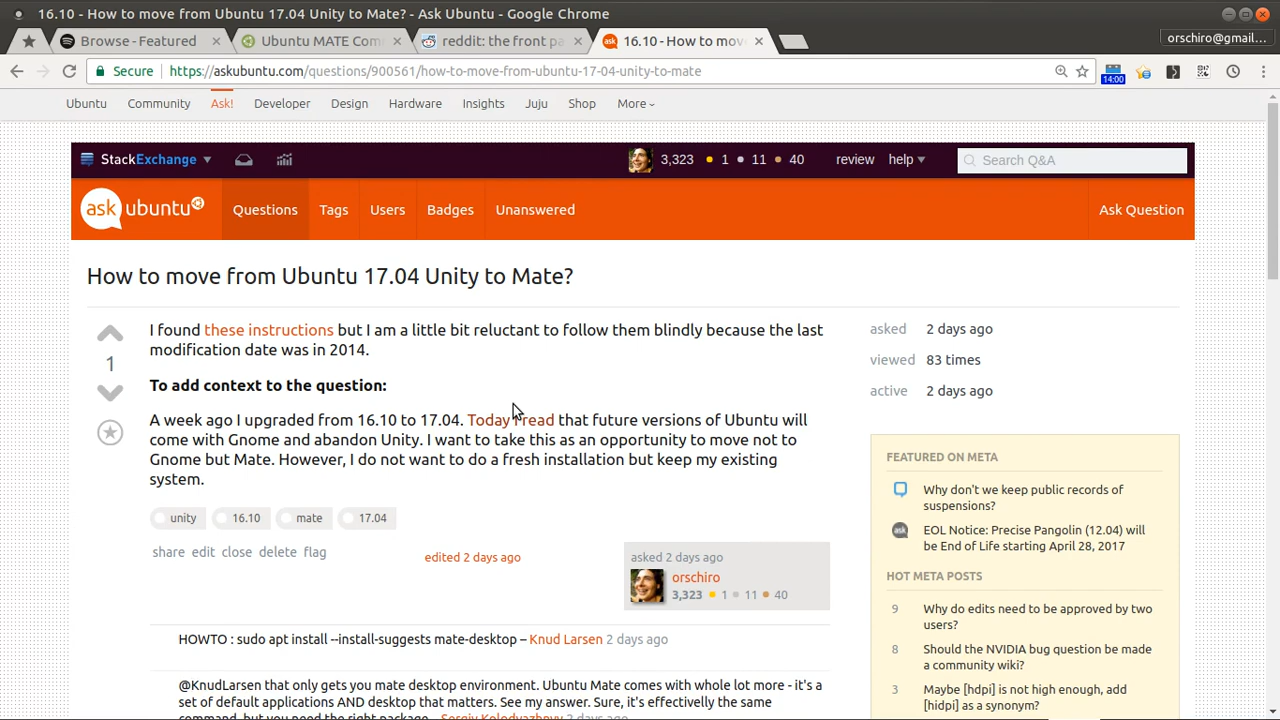 16.10 - How to move from Ubuntu 17.04 Unity to Mate? - Ask Ubuntu - Google Chrome
Browse - Featured
Ubuntu MATE Com
reddit: the front pa
16.10 - How to mov
orschiro@gmail...
Secure
https://askubuntu.com/questions/900561/how-to-move-from-ubuntu-17-04-unity-to-mate
14:00
Ubuntu Community Ask! Developer Design Hardware Insights Juju Shop More
StackExchange 3,323 1 11 40 review help Search Q&A
ask ubuntu Questions Tags Users Badges Unanswered Ask Question
How to move from Ubuntu 17.04 Unity to Mate?
I found these instructions but I am a little bit reluctant to follow them blindly because the last
modification date was in 2014.
1
To add context to the question:
A week ago I upgraded from 16.10 to 17.04. Today I read that future versions of Ubuntu will
come with Gnome and abandon Unity. I want to take this as an opportunity to move not to
Gnome but Mate. However, I do not want to do a fresh installation but keep my existing
system.
unity 16.10 mate 17.04
share edit close delete flag
edited 2 days ago
asked 2 days ago
orschiro
3,323 1 11 40
HOWTO : sudo apt install --install-suggests mate-desktop – Knud Larsen 2 days ago
@KnudLarsen that only gets you mate desktop environment. Ubuntu Mate comes with whole lot more - it's a
set of default applications AND desktop that matters. See my answer. Sure, it's effectivelly the same
command, but you need the right package. – Sergiy Kolodyazhnyy 2 days ago
asked 2 days ago
viewed 83 times
active 2 days ago
FEATURED ON META
Why don't we keep public records of
suspensions?
EOL Notice: Precise Pangolin (12.04) will
be End of Life starting April 28, 2017
HOT META POSTS
9 Why do edits need to be approved by two
users?
8 Should the NVIDIA bug question be made
a community wiki?
3 Maybe [hdpi] is not high enough, add
[hidpi] as a synonym?